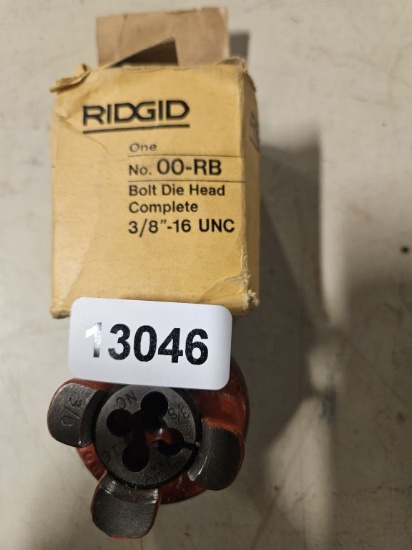 RIDGID
One
No. 00-RB
Bolt Die Head
Complete
3/8"-16 UNC
13046